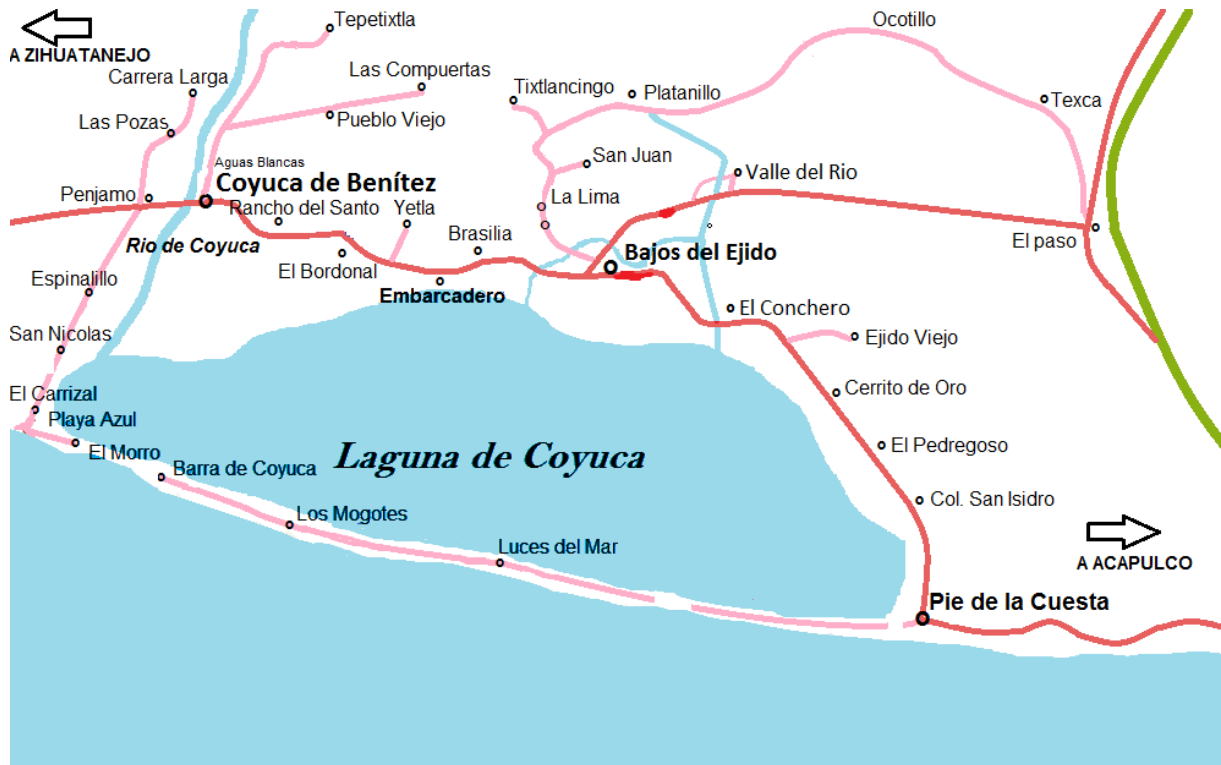 Tepetixtla
Ocotillo
A ZIHUATANEJO
Carrera Larga
Las Compuertas
Tixtlancingo
Platanillo
Texca
Las Pozas
Pueblo Viejo
San Juan
Aguas Blancas
Coyuca de Benítez
Valle del Rio
Penjamo
Rancho del Santo
Yetla
La Lima
Rio de Coyuca
Brasilia
El paso
Bajos del Ejido
El Bordonal
Espinalillo
Embarcadero
El Conchero
San Nicolas
Ejido Viejo
El Carrizal
Cerrito de Oro
Playa Azul
El Morro
Laguna de Coyuca
El Pedregoso
Barra de Coyuca
Col. San Isidro
Los Mogotes
Luces del Mar
A ACAPULCO
Pie de la Cuesta